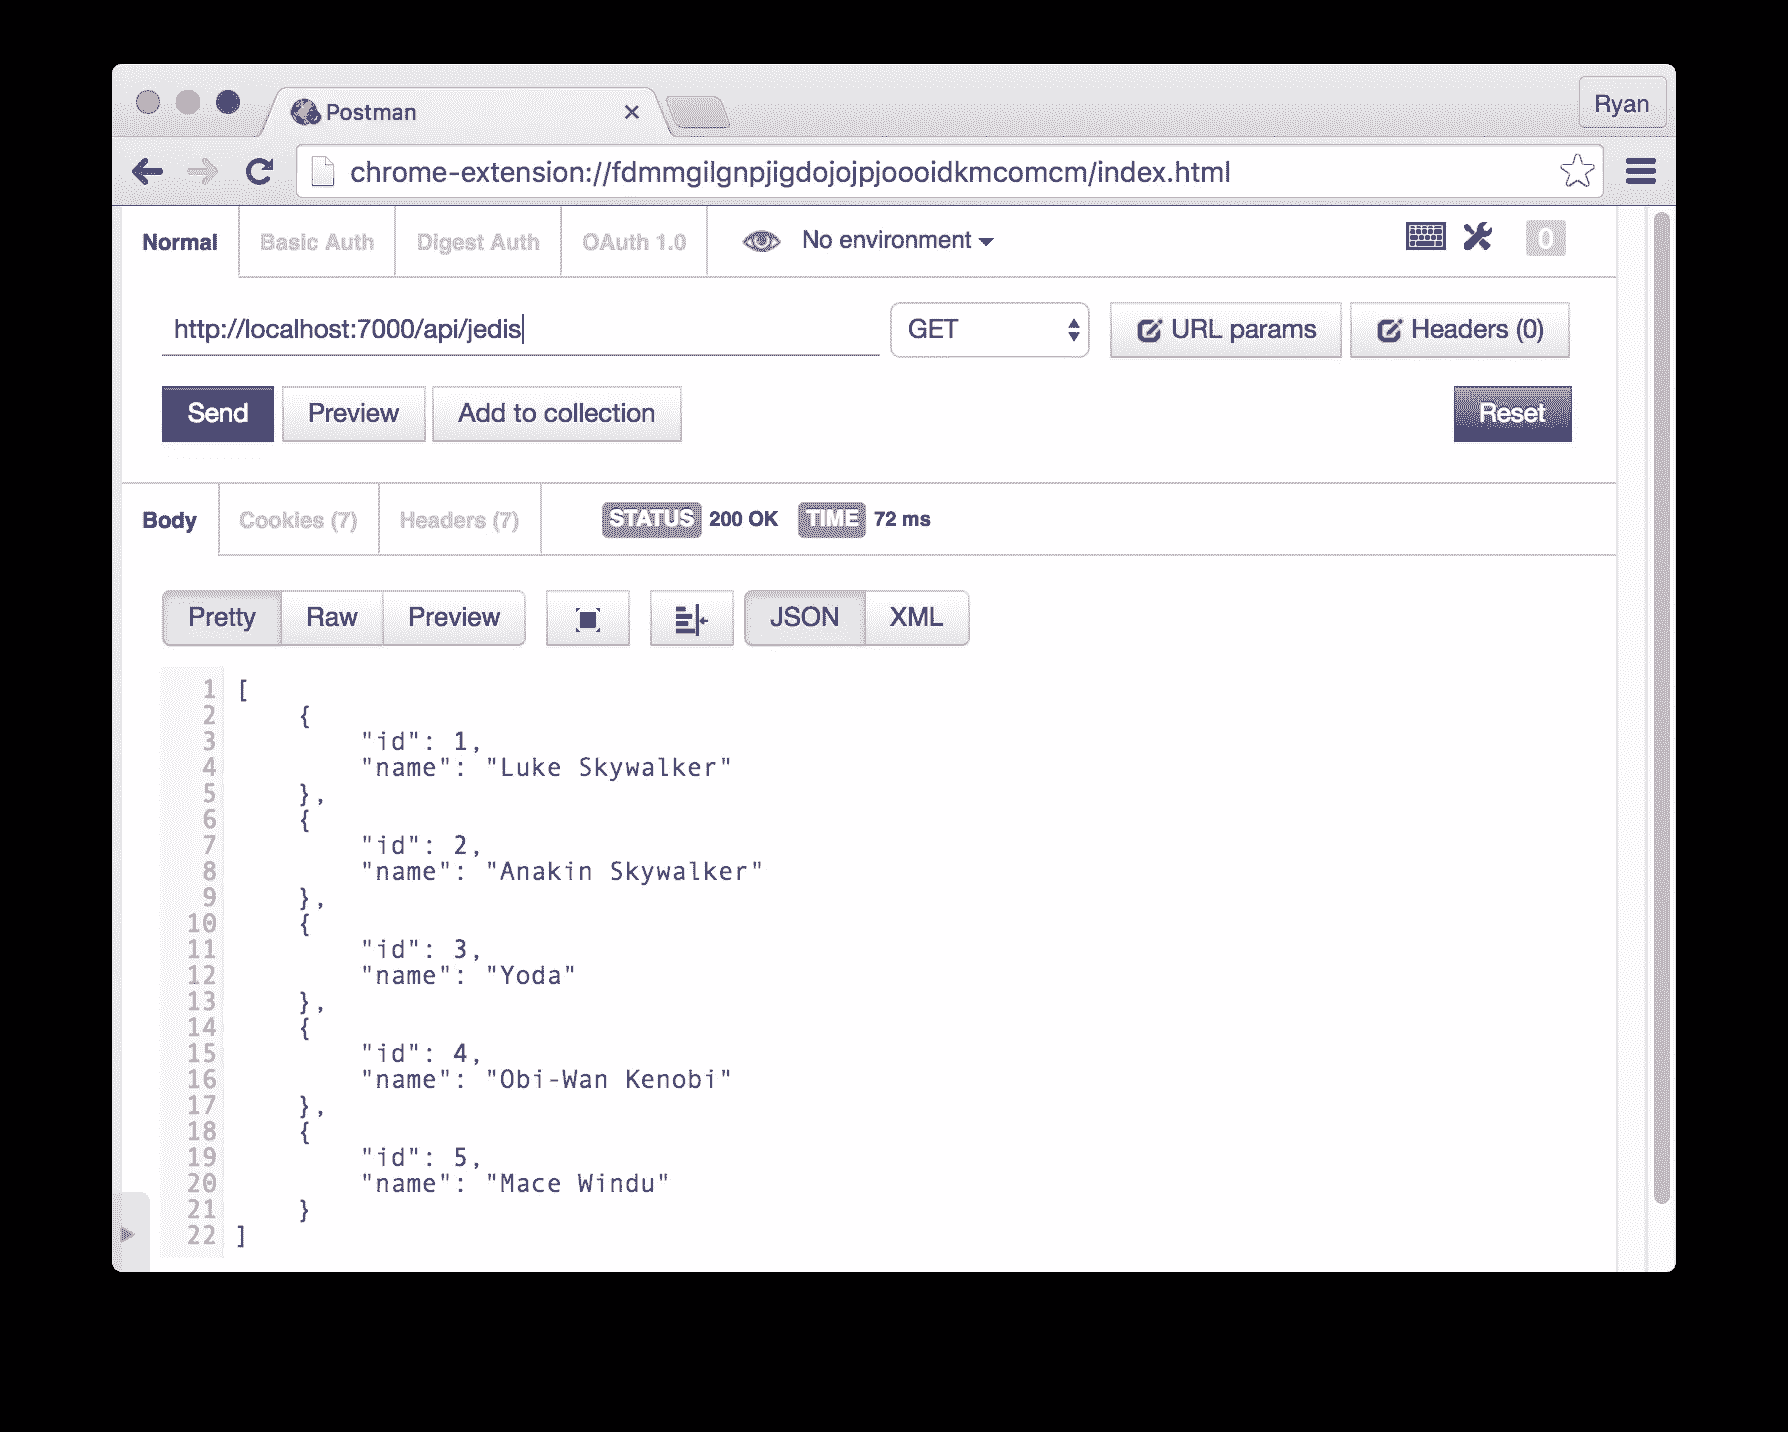 Postman
Ryan
chrome-extension://fdmmgilgnpjigdojojpjoooidkmcomcm/index.html
Normal Basic Auth Digest Auth OAuth 1.0 No environment 0
http://localhost:7000/api/jedis GET URL params Headers (0)
Send Preview Add to collection Reset
Body Cookies (7) Headers (7) STATUS 200 OK TIME 72 ms
Pretty Raw Preview JSON XML
1 [
2 {
3 "id": 1,
4 "name": "Luke Skywalker"
5 },
6 {
7 "id": 2,
8 "name": "Anakin Skywalker"
9 },
10 {
11 "id": 3,
12 "name": "Yoda"
13 },
14 {
15 "id": 4,
16 "name": "Obi-Wan Kenobi"
17 },
18 {
19 "id": 5,
20 "name": "Mace Windu"
21 }
22 ]